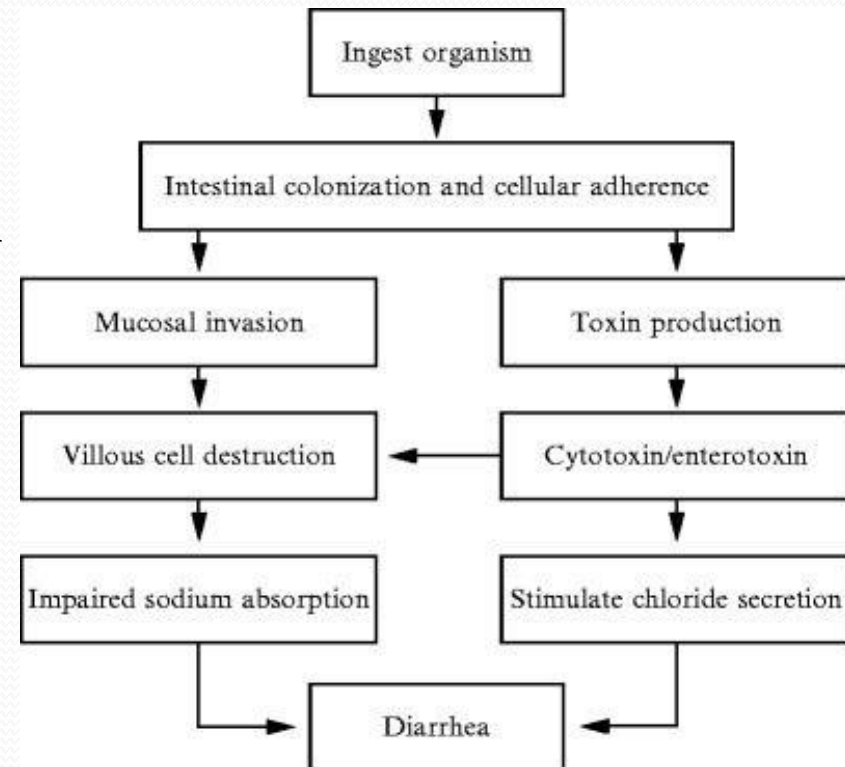 Ingest organism
Intestinal colonization and cellular adherence
Mucosal invasion
Toxin production
Villous cell destruction
Cytotoxin/enterotoxin
Impaired sodium absorption
Stimulate chloride secretion
Diarrhea